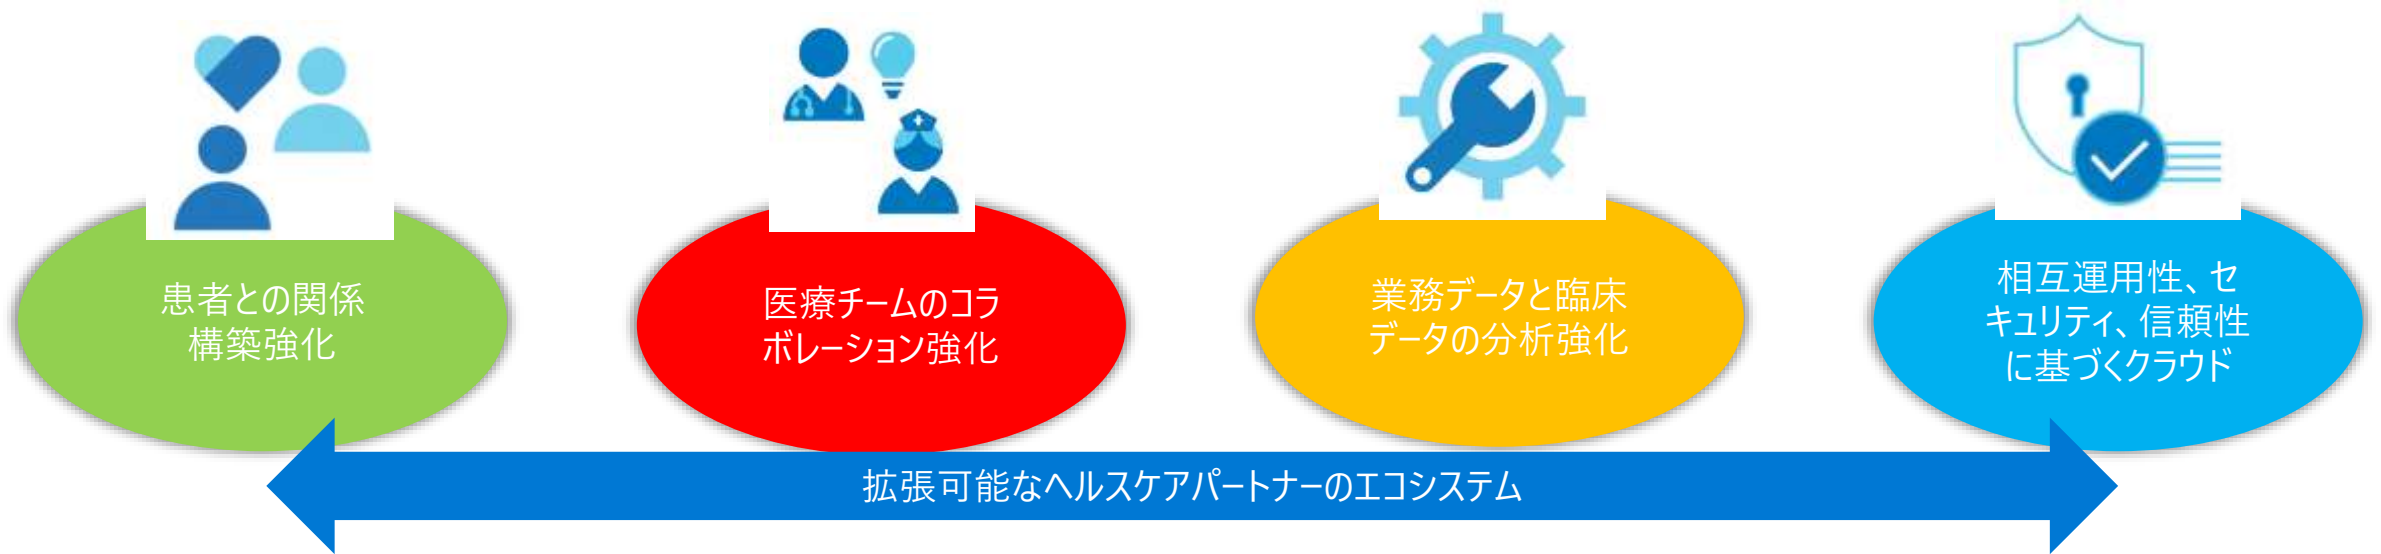 患者との関係
構築強化
医療チームのコラ
ボレーション強化
業務データと臨床
データの分析強化
相互運用性、セ
キュリティ、信頼性
に基づくクラウド
拡張可能なヘルスケアパートナーのエコシステム